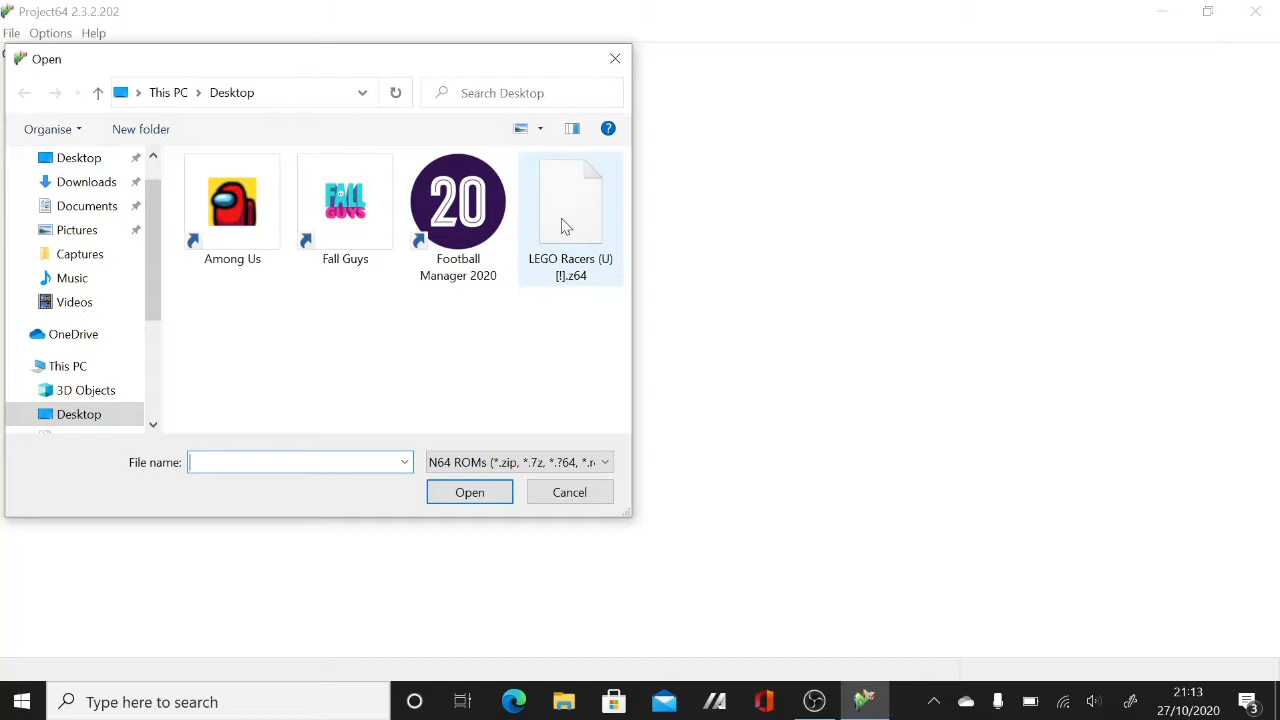 Project64 2.3.2.202
File Options Help
Open
This PC Desktop
Search Desktop
Organise New folder
Desktop
Downloads
Documents
Pictures
Captures
Music
Videos
OneDrive
This PC
3D Objects
Desktop
FALL
GUYS
20
Among Us
Fall Guys
Football
Manager 2020
LEGO Racers (U)
[!].z64
File name:
N64 ROMs (*.zip, *.7z, *.?64, *.r
Open Cancel
Type here to search
21:13
27/10/2020
3